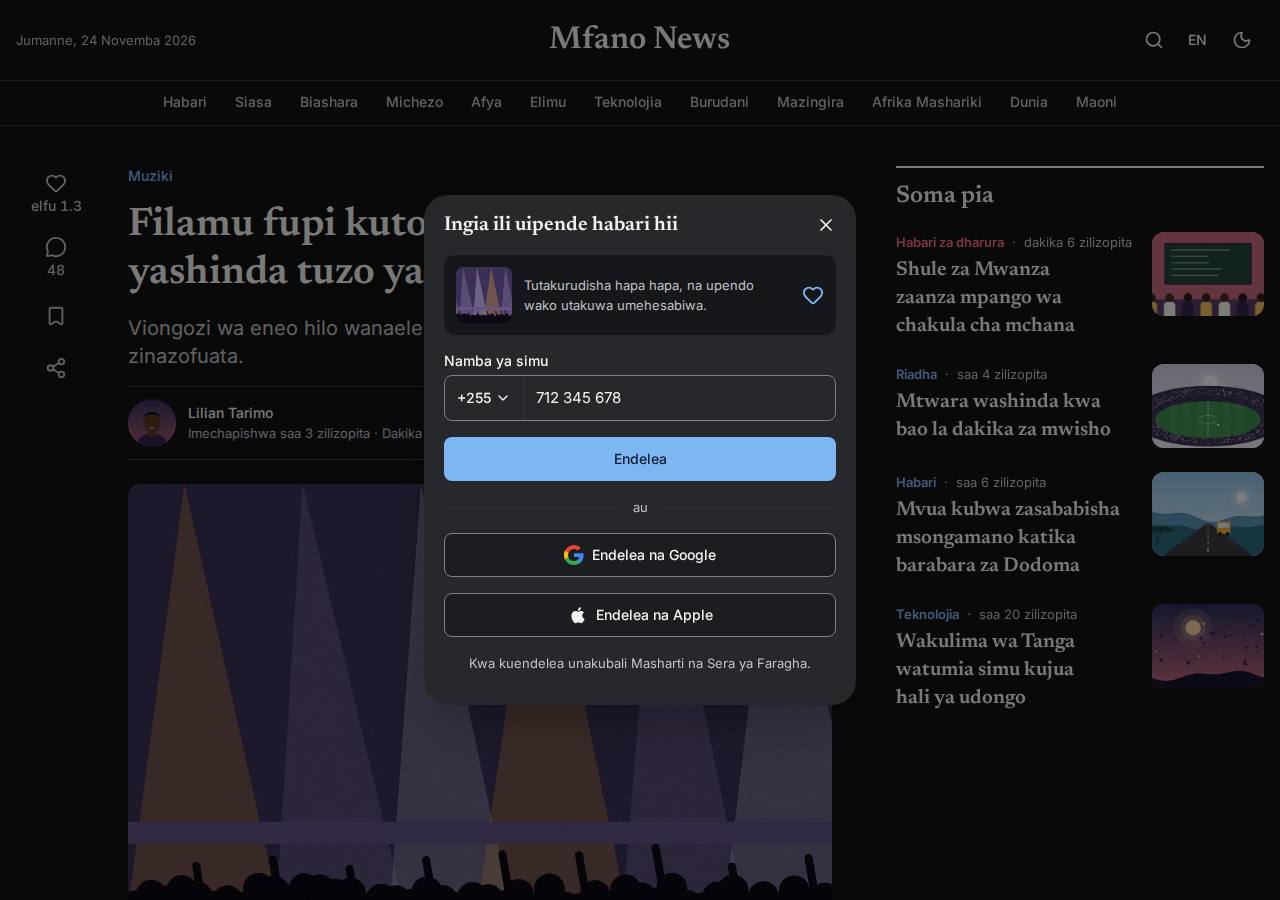 Jumanne, 24 Novemba 2026
Mfano News
EN
Habari
Siasa
Biashara
Michezo
Afya
Elimu
Teknolojia
Burudani
Mazingira
Afrika Mashariki
Dunia
Maoni
elfu 1.3
48
Muziki
Filamu fupi kuto
yashinda tuzo ya
Viongozi wa eneo hilo wanaele
zinazofuata.
Lilian Tarimo
Imechapishwa saa 3 zilizopita · Dakika
Ingia ili uipende habari hii
Tutakurudisha hapa hapa, na upendo
wako utakuwa umehesabiwa.
Namba ya simu
+255
712 345 678
Endelea
au
Endelea na Google
Endelea na Apple
Kwa kuendelea unakubali Masharti na Sera ya Faragha.
Soma pia
Habari za dharura · dakika 6 zilizopita
Shule za Mwanza
zaanza mpango wa
chakula cha mchana
Riadha · saa 4 zilizopita
Mtwara washinda kwa
bao la dakika za mwisho
Habari · saa 6 zilizopita
Mvua kubwa zasababisha
msongamano katika
barabara za Dodoma
Teknolojia · saa 20 zilizopita
Wakulima wa Tanga
watumia simu kujua
hali ya udongo